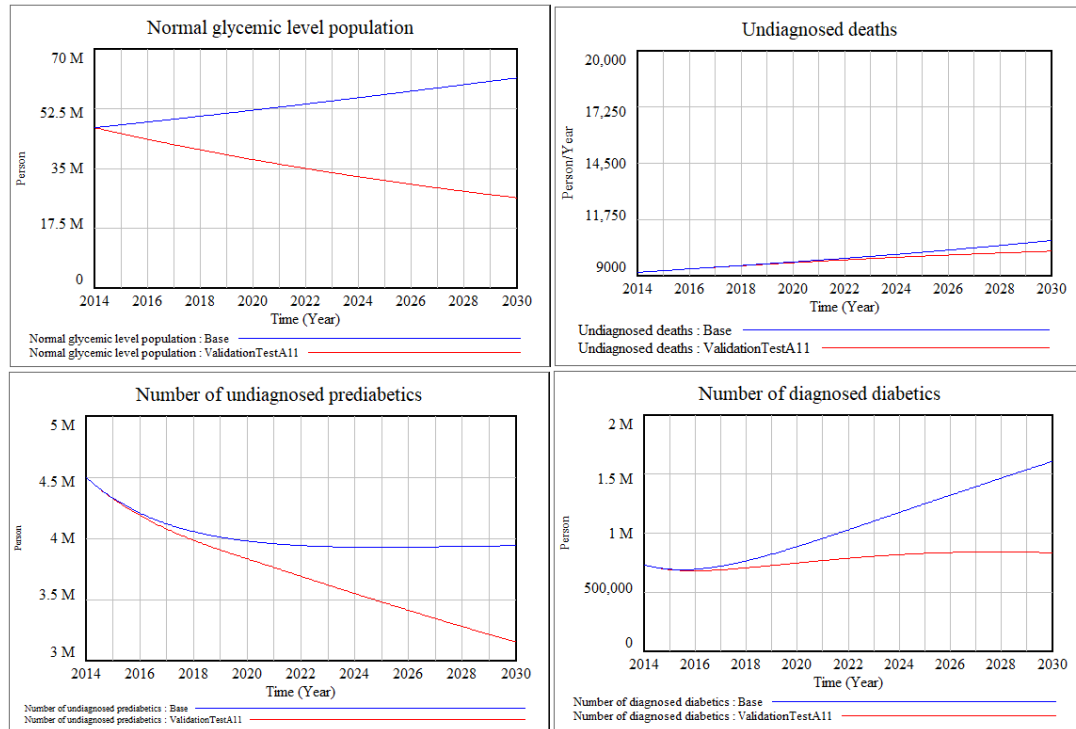 Normal glycemic level population
70 M
52.5 M
35 M
17.5 M
0
Person
2014 2016 2018 2020 2022 2024 2026 2028 2030
Time (Year)
Normal glycemic level population : Base
Normal glycemic level population : ValidationTestA11
Undiagnosed deaths
20,000
17,250
14,500
11,750
9000
Person/Year
2014 2016 2018 2020 2022 2024 2026 2028 2030
Time (Year)
Undiagnosed deaths : Base
Undiagnosed deaths : ValidationTestA11
Number of undiagnosed prediabetics
5 M
4.5 M
4 M
3.5 M
3 M
Person
2014 2016 2018 2020 2022 2024 2026 2028 2030
Time (Year)
Number of undiagnosed prediabetics : Base
Number of undiagnosed prediabetics : ValidationTestA11
Number of diagnosed diabetics
2 M
1.5 M
1 M
500,000
0
Person
2014 2016 2018 2020 2022 2024 2026 2028 2030
Time (Year)
Number of diagnosed diabetics : Base
Number of diagnosed diabetics : ValidationTestA11